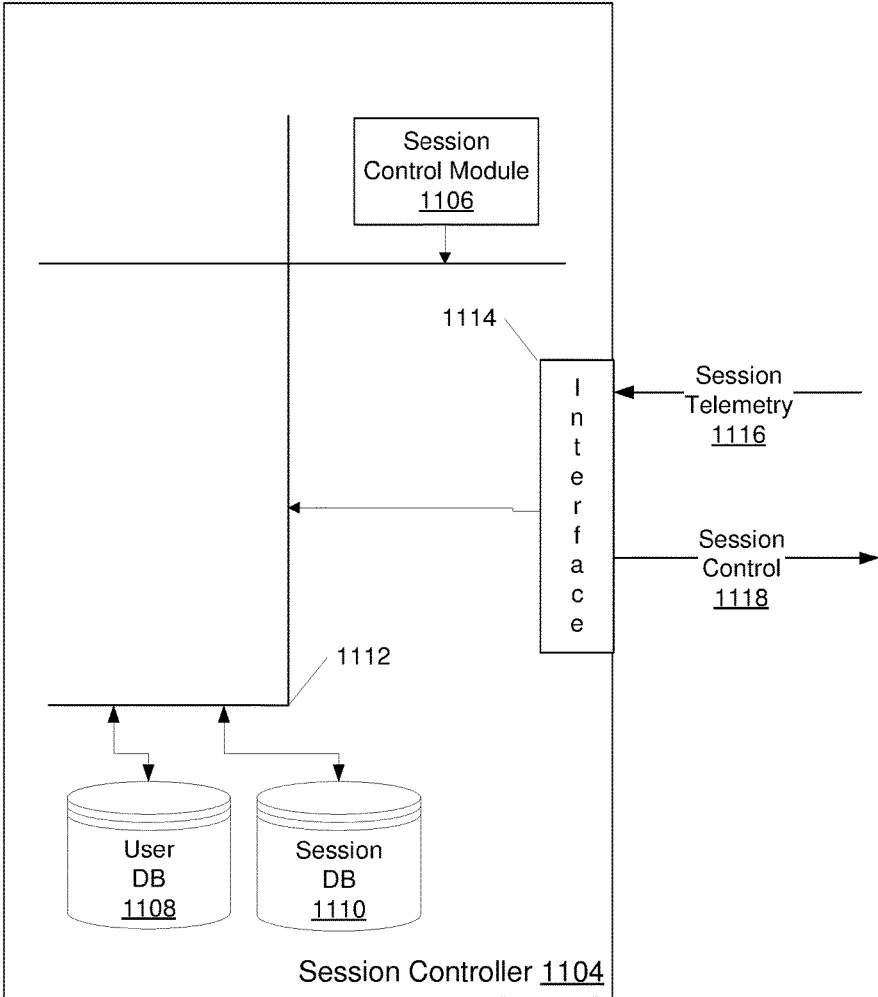 Session
Control Module
1106
1114
Interface
Session
Telemetry
1116
Session
Control
1118
1112
User
DB
1108
Session
DB
1110
Session Controller 1104